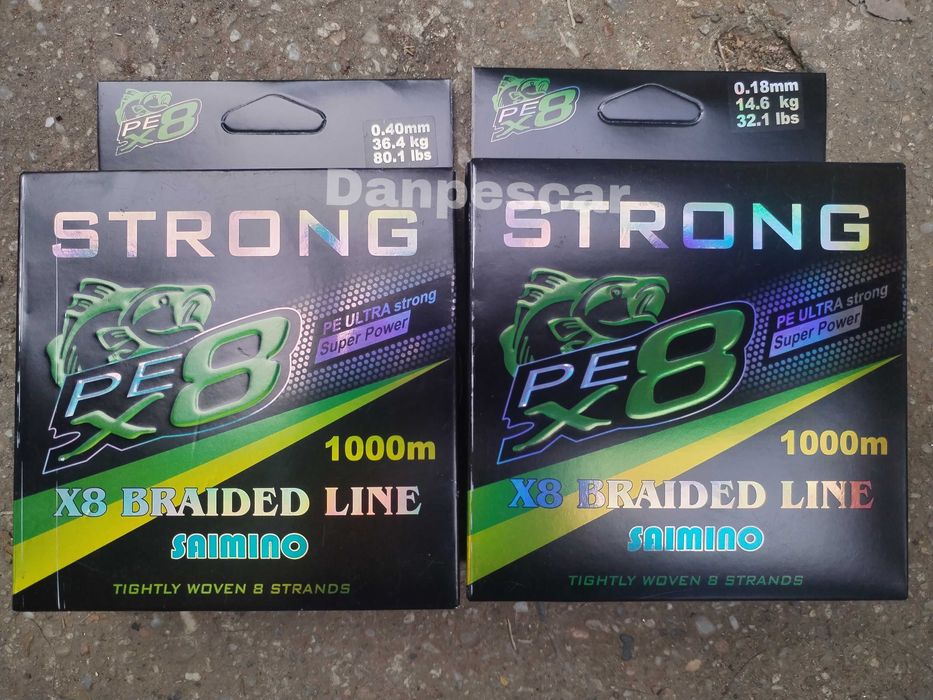 PE
X8
0.40mm
36.4 kg
80.1 lbs
STRONG
PE ULTRA strong
Super Power
PE
X8
1000m
X8 BRAIDED LINE
SAIMINO
TIGHTLY WOVEN 8 STRANDS
Danpescar
PE
X8
0.18mm
14.6 kg
32.1 lbs
STRONG
PE ULTRA strong
Super Power
PE
X8
1000m
X8 BRAIDED LINE
SAIMINO
TIGHTLY WOVEN 8 STRANDS